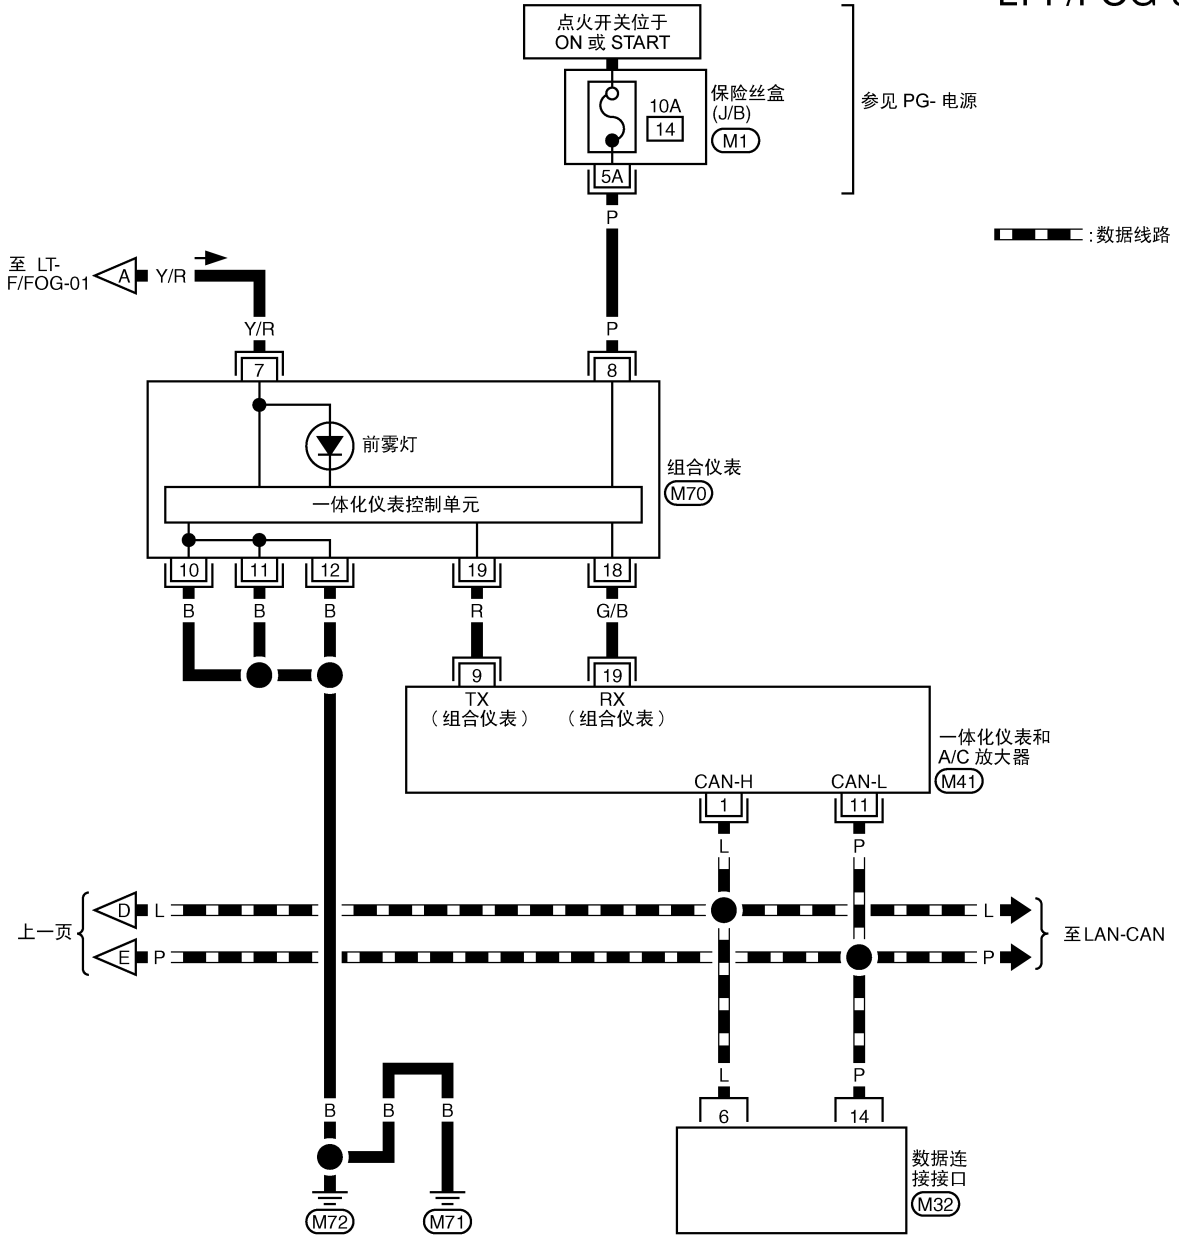 点火开关位于
ON 或 START
10A
14
保险丝盒
(J/B)
M1
5A
参见 PG- 电源
P
:数据线路
至 LT-
F/FOG-01
A
Y/R
Y/R
P
7
8
前雾灯
组合仪表
M70
一体化仪表控制单元
10
11
12
19
18
B
B
B
R
G/B
9
19
TX
(组合仪表)
RX
(组合仪表)
一体化仪表和
A/C 放大器
M41
CAN-H
CAN-L
1
11
L
P
上一页
D
L
L
E
P
P
至LAN-CAN
L
P
6
14
B
B
B
数据连
接接口
M32
M72
M71